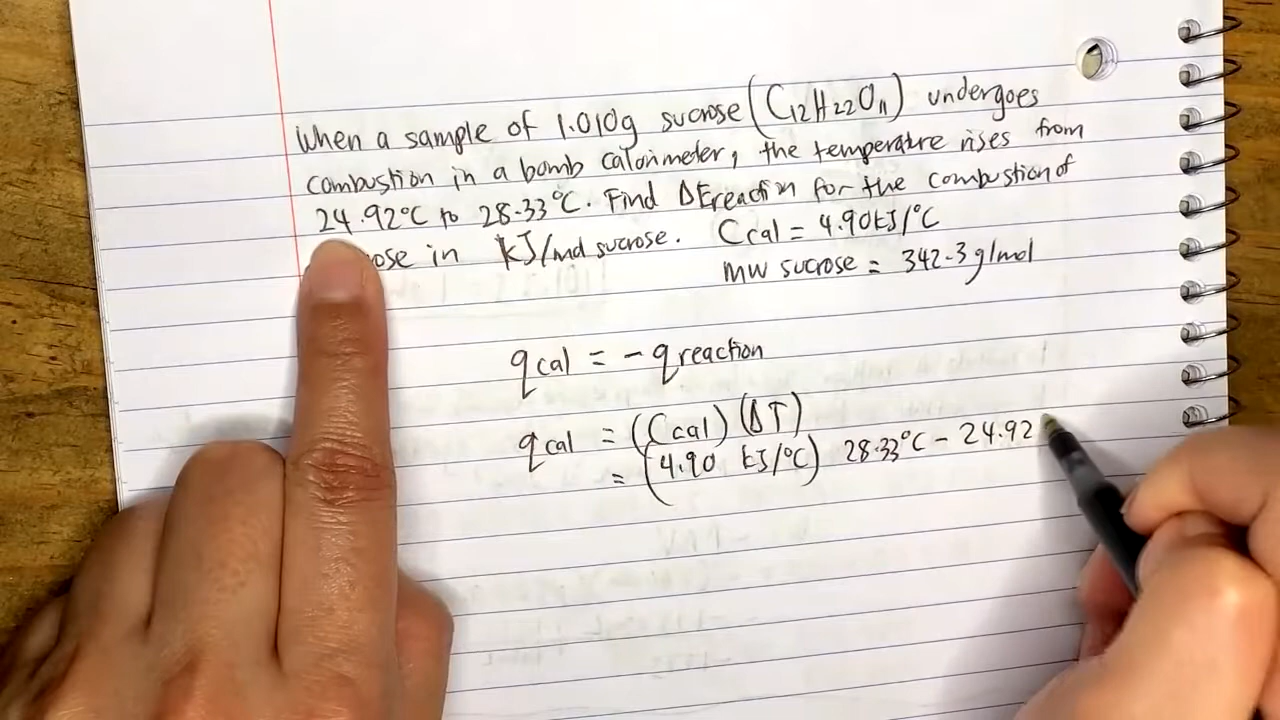 When a sample of 1.010g sucrose (C12H22O11) undergoes
combustion in a bomb calorimeter, the temperature rises from
24.92°C to 28.33°C. Find ΔEreaction for the combustion of
ose in kJ/mol sucrose. Ccal = 4.90kJ/°C
mw sucrose = 342.3 g/mol
qcal = - qreaction
qcal = (Ccal) (ΔT)
= (4.90 kJ/°C) 28.33°C - 24.92